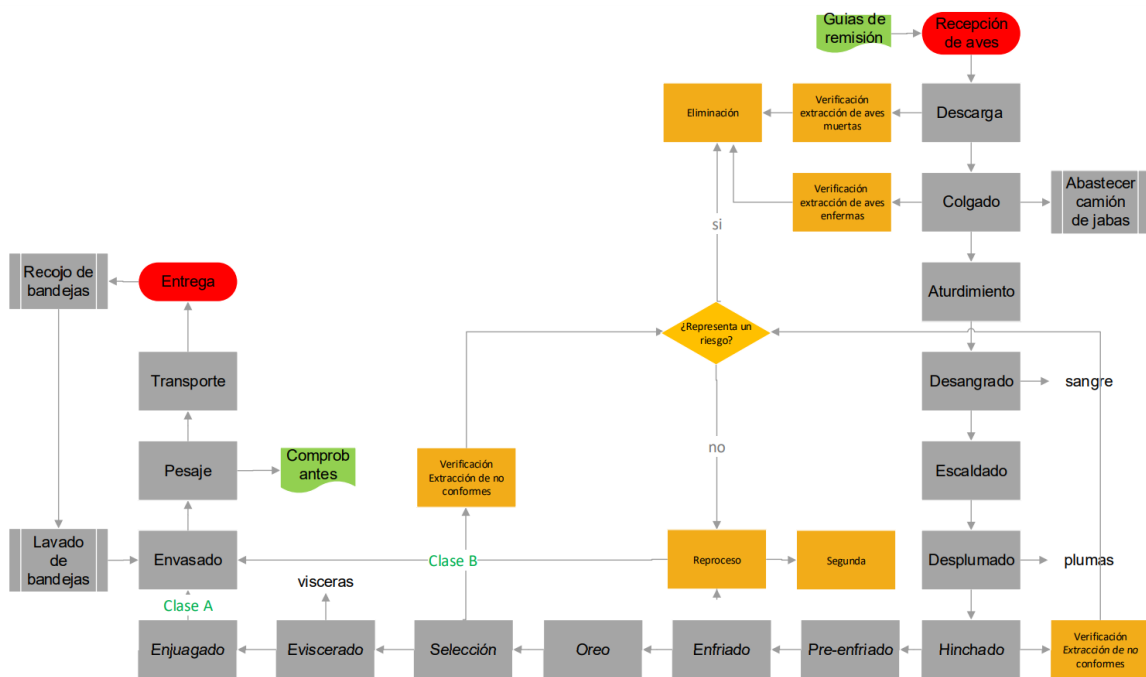 Guias de
remisión
Recepción
de aves
Eliminación
Verificación
extracción de aves
muertas
Descarga
Verificación
extracción de aves
enfermas
Colgado
Abastecer
camión
de jabas
si
Recojo de
bandejas
Entrega
Aturdimiento
¿Representa un
riesgo?
Transporte
Desangrado
sangre
no
Pesaje
Comprob
antes
Verificación
Extracción de no
conformes
Escaldado
Lavado
de
bandejas
Envasado
Clase B
Reproceso
Segunda
Desplumado
plumas
visceras
Clase A
Enjuagado
Eviscerado
Selección
Oreo
Enfriado
Pre-enfriado
Hinchado
Verificación
Extracción de no
conformes